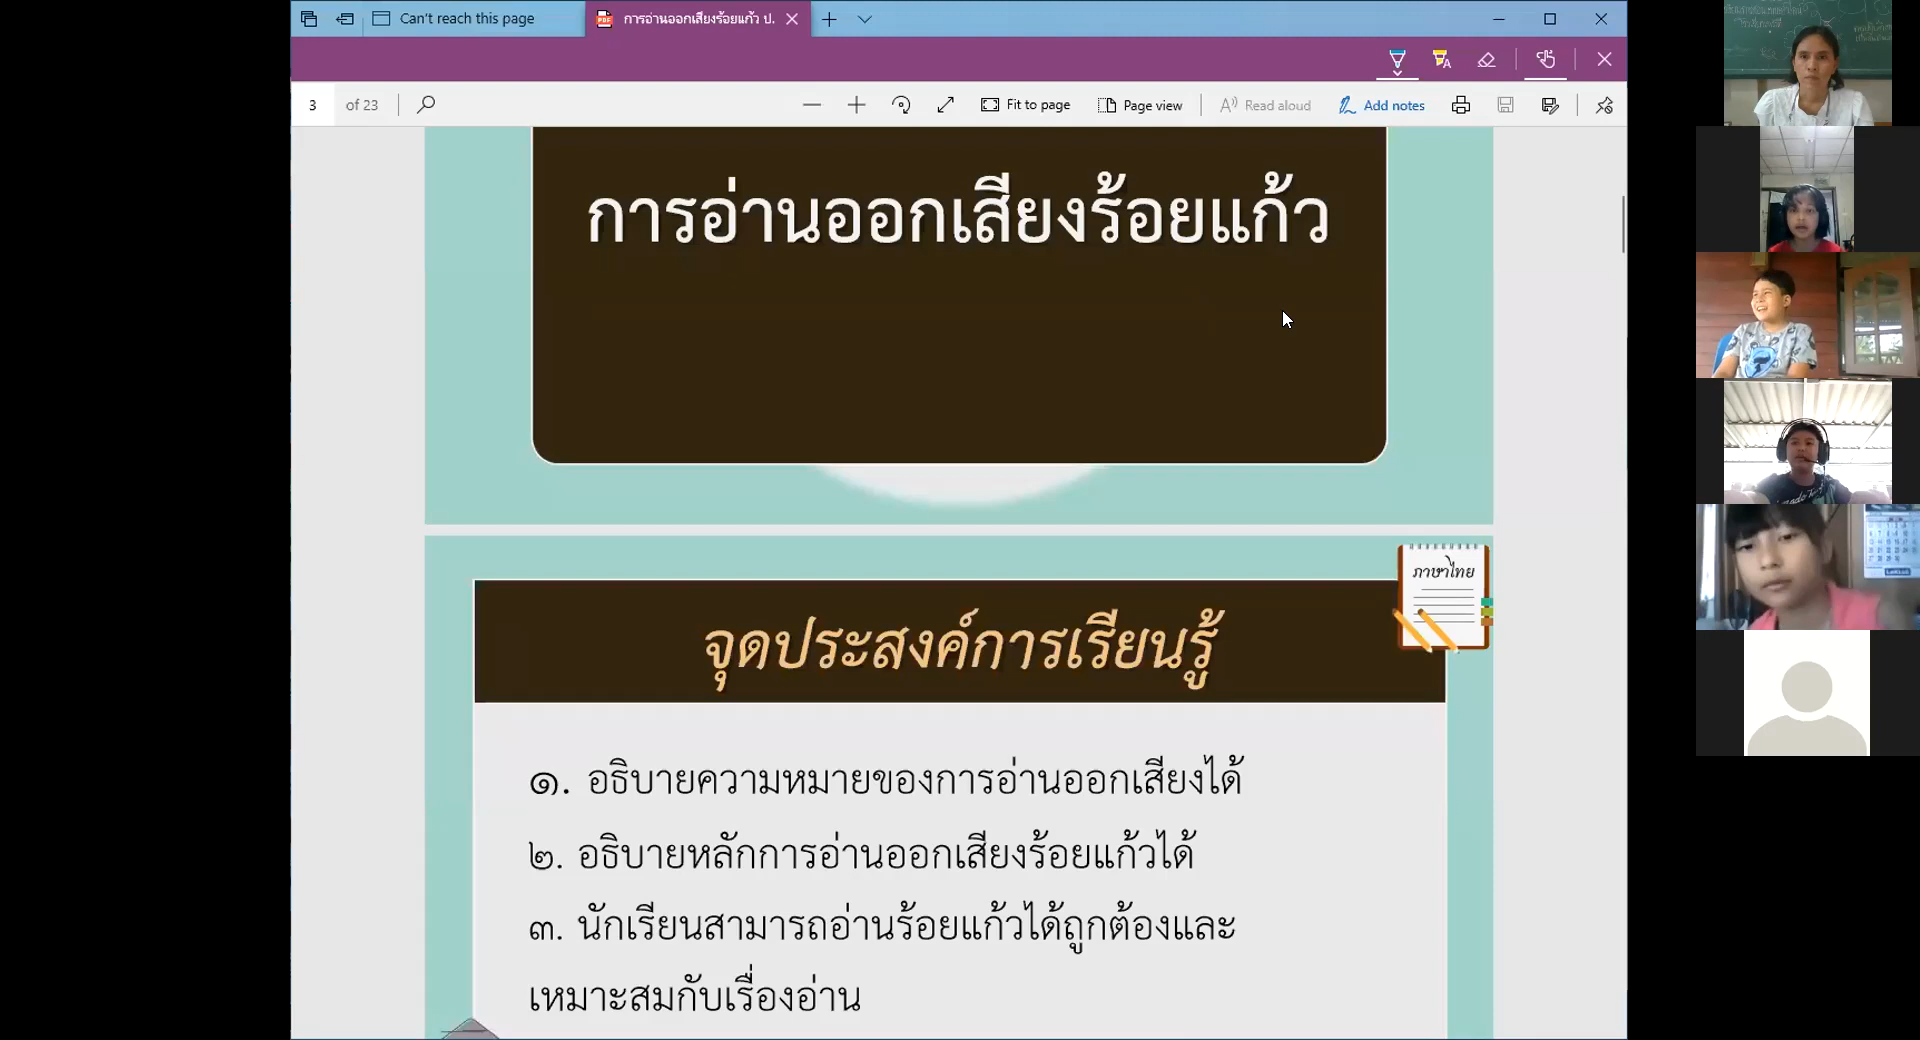 Can't reach this page
การอ่านออกเสียงร้อยแก้ว ป.
3 of 23
Fit to page
Page view
Read aloud
Add notes
การอ่านออกเสียงร้อยแก้ว
ภาษาไทย
จุดประสงค์การเรียนรู้
๑. อธิบายความหมายของการอ่านออกเสียงได้
๒. อธิบายหลักการอ่านออกเสียงร้อยแก้วได้
๓. นักเรียนสามารถอ่านร้อยแก้วได้ถูกต้องและ
เหมาะสมกับเรื่องอ่าน